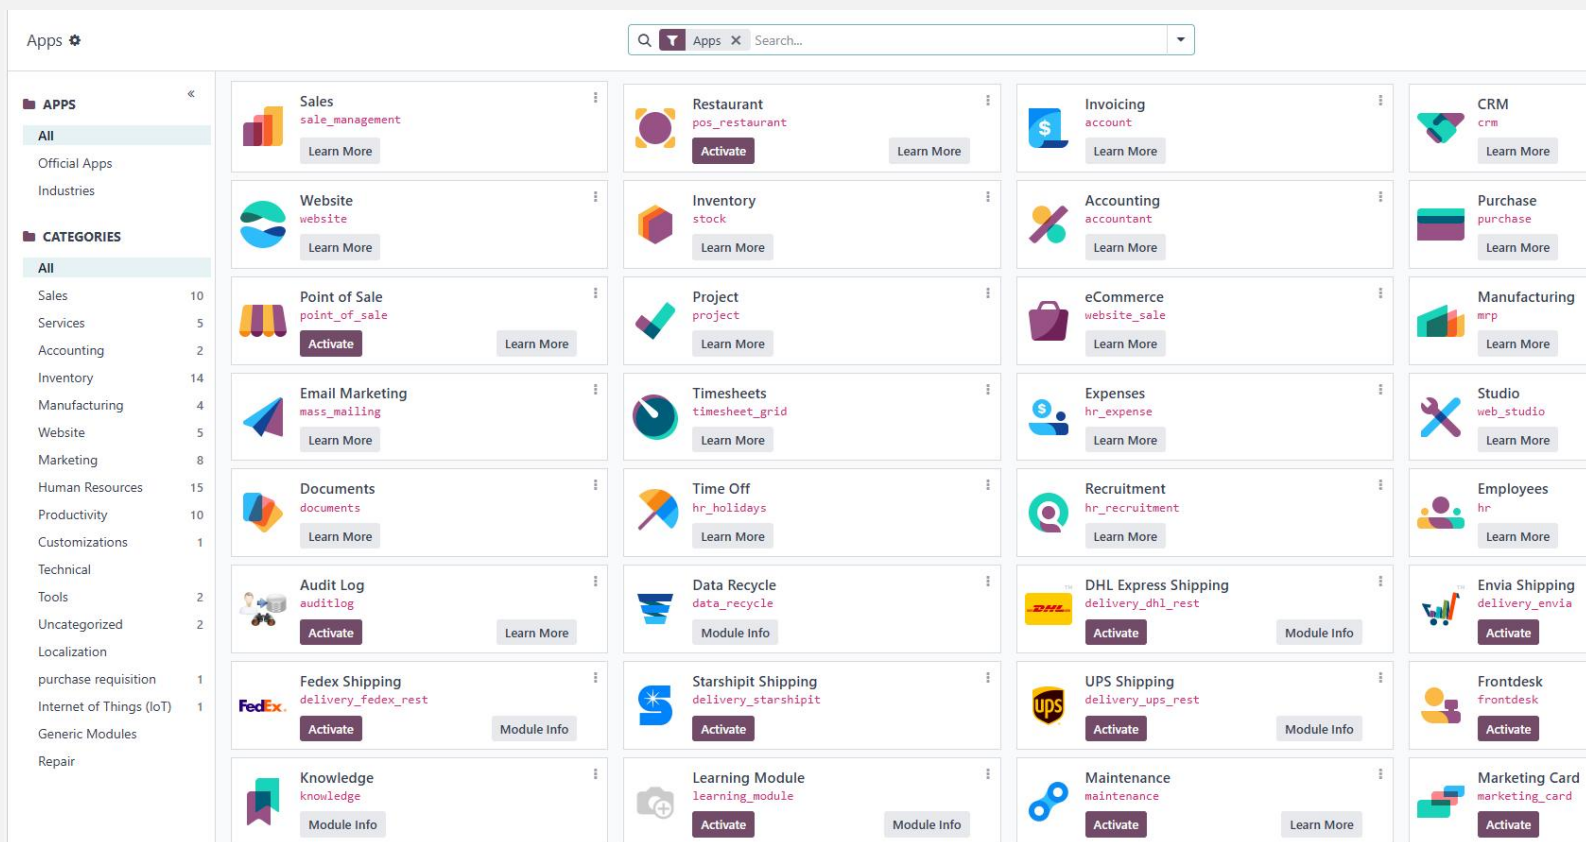 Apps
Apps
Search...
APPS
All
Official Apps
Industries
CATEGORIES
All
Sales 10
Services 5
Accounting 2
Inventory 14
Manufacturing 4
Website 5
Marketing 8
Human Resources 15
Productivity 10
Customizations 1
Technical
Tools 2
Uncategorized 2
Localization
purchase requisition 1
Internet of Things (IoT) 1
Generic Modules
Repair
Sales
sale_management
Learn More
Restaurant
pos_restaurant
Activate Learn More
Invoicing
account
Learn More
CRM
crm
Learn More
Website
website
Learn More
Inventory
stock
Learn More
Accounting
accountant
Learn More
Purchase
purchase
Learn More
Point of Sale
point_of_sale
Activate Learn More
Project
project
Learn More
eCommerce
website_sale
Learn More
Manufacturing
mrp
Learn More
Email Marketing
mass_mailing
Learn More
Timesheets
timesheet_grid
Learn More
Expenses
hr_expense
Learn More
Studio
web_studio
Learn More
Documents
documents
Learn More
Time Off
hr_holidays
Learn More
Recruitment
hr_recruitment
Learn More
Employees
hr
Learn More
Audit Log
auditlog
Activate Learn More
Data Recycle
data_recycle
Module Info
DHL
TM
DHL Express Shipping
delivery_dhl_rest
Activate Module Info
TM
Envia Shipping
delivery_envia
Activate
FedEx
Fedex Shipping
delivery_fedex_rest
Activate Module Info
Starshipit Shipping
delivery_starshipit
Activate
ups
UPS Shipping
delivery_ups_rest
Activate Module Info
Frontdesk
frontdesk
Activate
Knowledge
knowledge
Module Info
Learning Module
learning_module
Activate Module Info
Maintenance
maintenance
Activate Learn More
Marketing Card
marketing_card
Activate